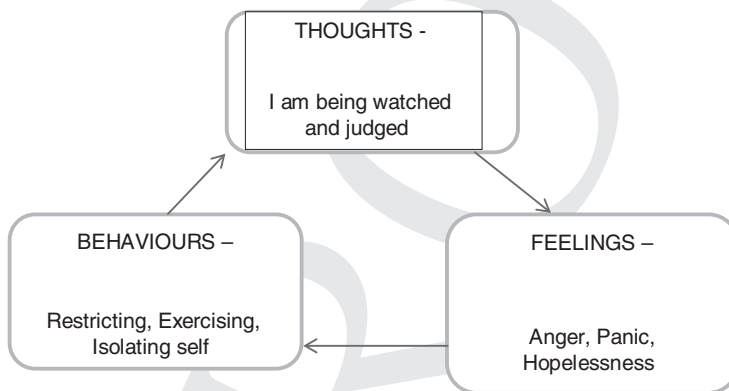 THOUGHTS -
I am being watched
and judged
BEHAVIOURS –
Restricting, Exercising,
Isolating self
FEELINGS –
Anger, Panic,
Hopelessness